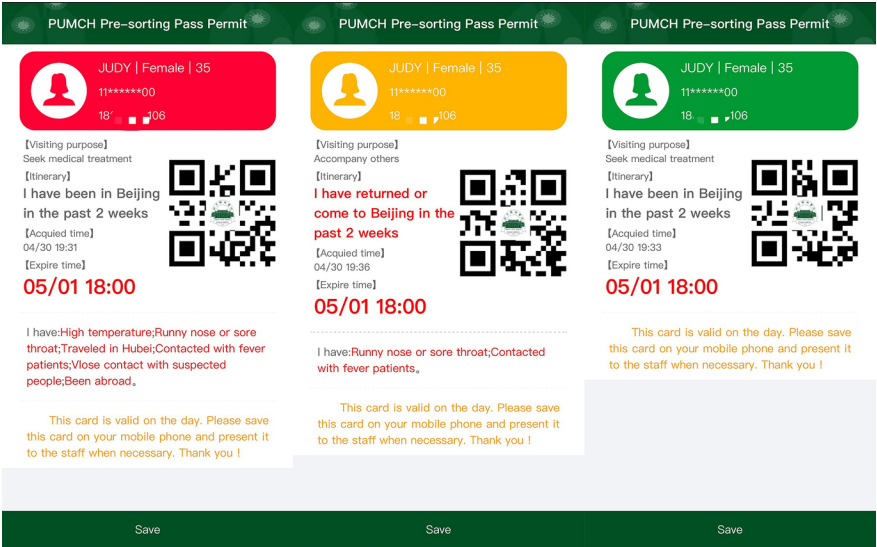 PUMCH Pre-sorting Pass Permit
JUDY | Female | 35
11******00
18 106
【Visiting purpose】
Seek medical treatment
【Itinerary】
I have been in Beijing
in the past 2 weeks
【Acquied time】
04/30 19:31
【Expire time】
05/01 18:00
I have:High temperature;Runny nose or sore
throat;Traveled in Hubei;Contacted with fever
patients;Vlose contact with suspected
people;Been abroad。
This card is valid on the day. Please save
this card on your mobile phone and present it
to the staff when necessary. Thank you !
Save
PUMCH Pre-sorting Pass Permit
JUDY | Female | 35
11******00
18 106
【Visiting purpose】
Accompany others
【Itinerary】
I have returned or
come to Beijing in the
past 2 weeks
【Acquied time】
04/30 19:36
【Expire time】
05/01 18:00
I have:Runny nose or sore throat;Contacted
with fever patients。
This card is valid on the day. Please save
this card on your mobile phone and present it
to the staff when necessary. Thank you !
Save
PUMCH Pre-sorting Pass Permit
JUDY | Female | 35
11******00
18 106
【Visiting purpose】
Seek medical treatment
【Itinerary】
I have been in Beijing
in the past 2 weeks
【Acquied time】
04/30 19:33
【Expire time】
05/01 18:00
This card is valid on the day. Please save
this card on your mobile phone and present it
to the staff when necessary. Thank you !
Save